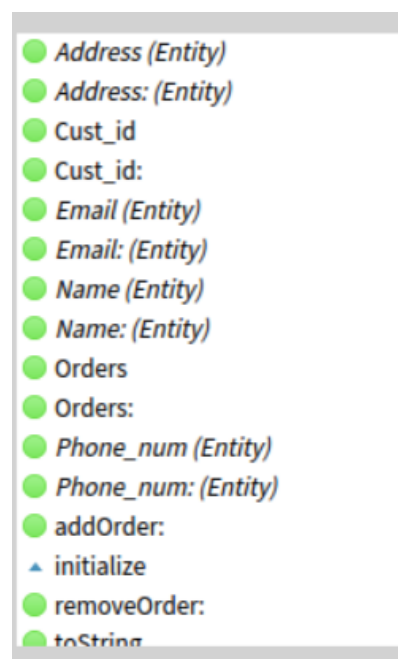 Address (Entity)
Address: (Entity)
Cust_id
Cust_id:
Email (Entity)
Email: (Entity)
Name (Entity)
Name: (Entity)
Orders
Orders:
Phone_num (Entity)
Phone_num: (Entity)
addOrder:
initialize
removeOrder:
toString